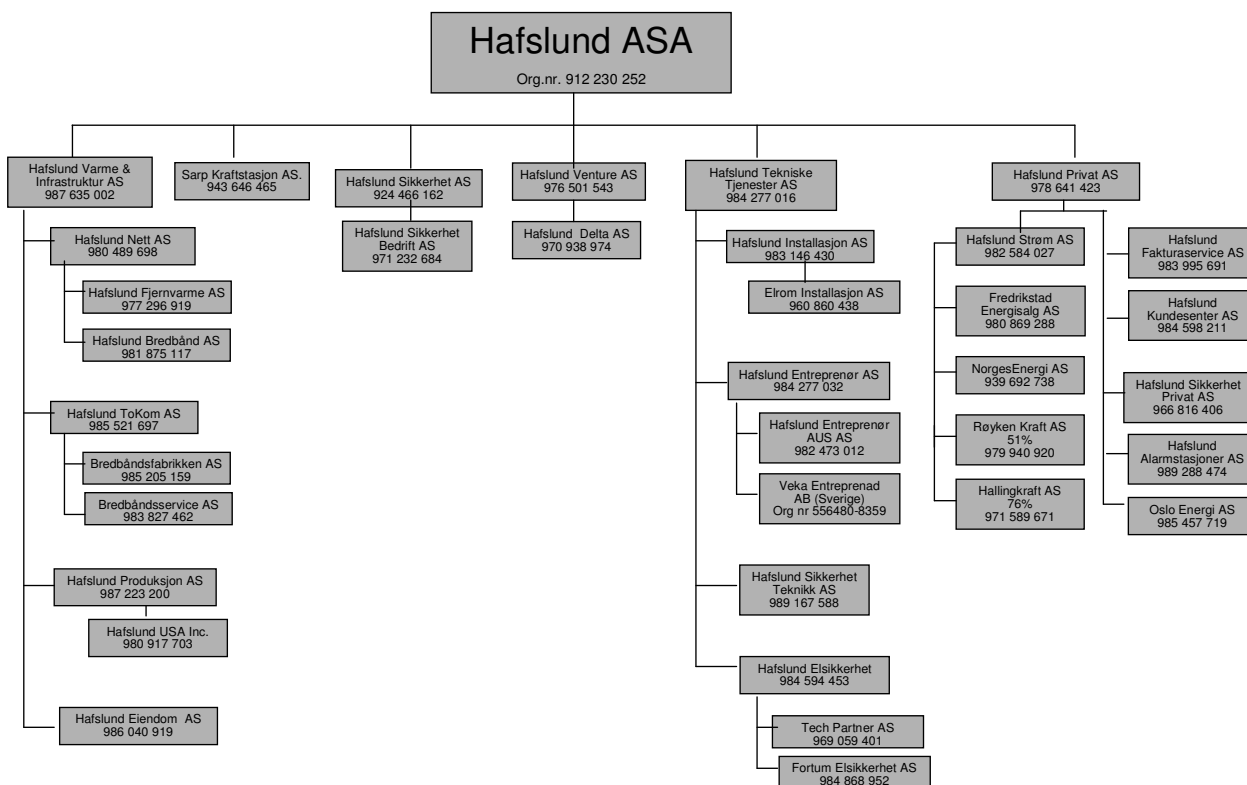 Hafslund ASA
Org.nr. 912 230 252
Hafslund Varme &
Infrastruktur AS
987 635 002
Sarp Kraftstasjon AS.
943 646 465
Hafslund Sikkerhet AS
924 466 162
Hafslund Venture AS
976 501 543
Hafslund Tekniske
Tjenester AS
984 277 016
Hafslund Privat AS
978 641 423
Hafslund Nett AS
980 489 698
Hafslund Fjernvarme AS
977 296 919
Hafslund Bredbånd AS
981 875 117
Hafslund ToKom AS
985 521 697
Bredbåndsfabrikken AS
985 205 159
Bredbåndsservice AS
983 827 462
Hafslund Produksjon AS
987 223 200
Hafslund USA Inc.
980 917 703
Hafslund Eiendom AS
986 040 919
Hafslund Sikkerhet
Bedrift AS
971 232 684
Hafslund Delta AS
970 938 974
Hafslund Installasjon AS
983 146 430
Elrom Installasjon AS
960 860 438
Hafslund Entreprenør AS
984 277 032
Hafslund Entreprenør
AUS AS
982 473 012
Veka Entreprenad
AB (Sverige)
Org nr 556480-8359
Hafslund Sikkerhet
Teknikk AS
989 167 588
Hafslund Elsikkerhet
984 594 453
Tech Partner AS
969 059 401
Fortum Elsikkerhet AS
984 868 952
Hafslund Strøm AS
982 584 027
Fredrikstad
Energisalg AS
980 869 288
NorgesEnergi AS
939 692 738
Røyken Kraft AS
51%
979 940 920
Hallingkraft AS
76%
971 589 671
Hafslund
Fakturaservice AS
983 995 691
Hafslund
Kundesenter AS
984 598 211
Hafslund Sikkerhet
Privat AS
966 816 406
Hafslund
Alarmstasjoner AS
989 288 474
Oslo Energi AS
985 457 719